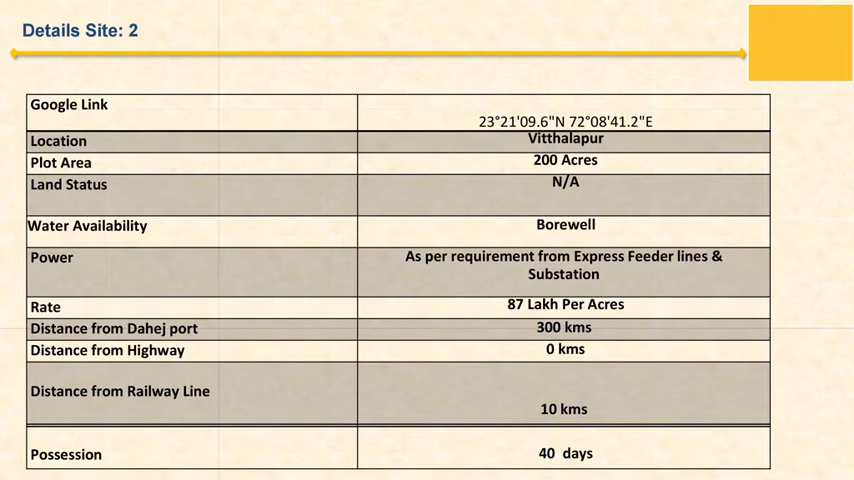 Details Site: 2
Google Link
23°21'09.6"N 72°08'41.2"E
Location
Vitthalapur
Plot Area
200 Acres
Land Status
N/A
Water Availability
Borewell
Power
As per requirement from Express Feeder lines &
Substation
Rate
87 Lakh Per Acres
Distance from Dahej port
300 kms
Distance from Highway
0 kms
Distance from Railway Line
10 kms
Possession
40 days